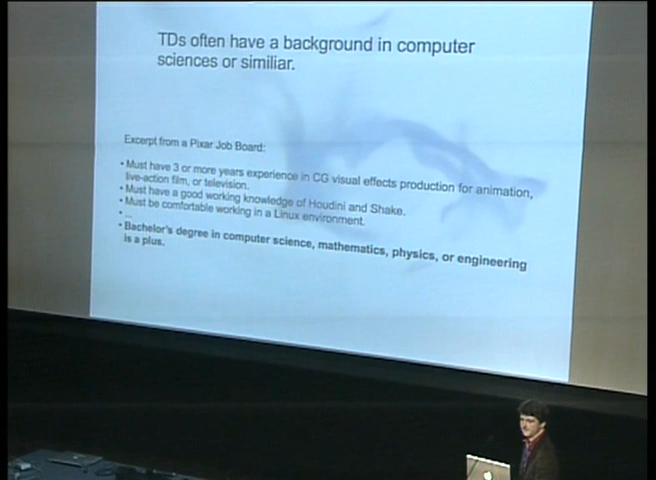 TDs often have a background in computer
sciences or similiar.
Excerpt from a Pixar Job Board:
• Must have 3 or more years experience in CG visual effects production for animation,
live-action film, or television.
• Must have a good working knowledge of Houdini and Shake.
• Must be comfortable working in a Linux environment.
• ...
• Bachelor's degree in computer science, mathematics, physics, or engineering
is a plus.